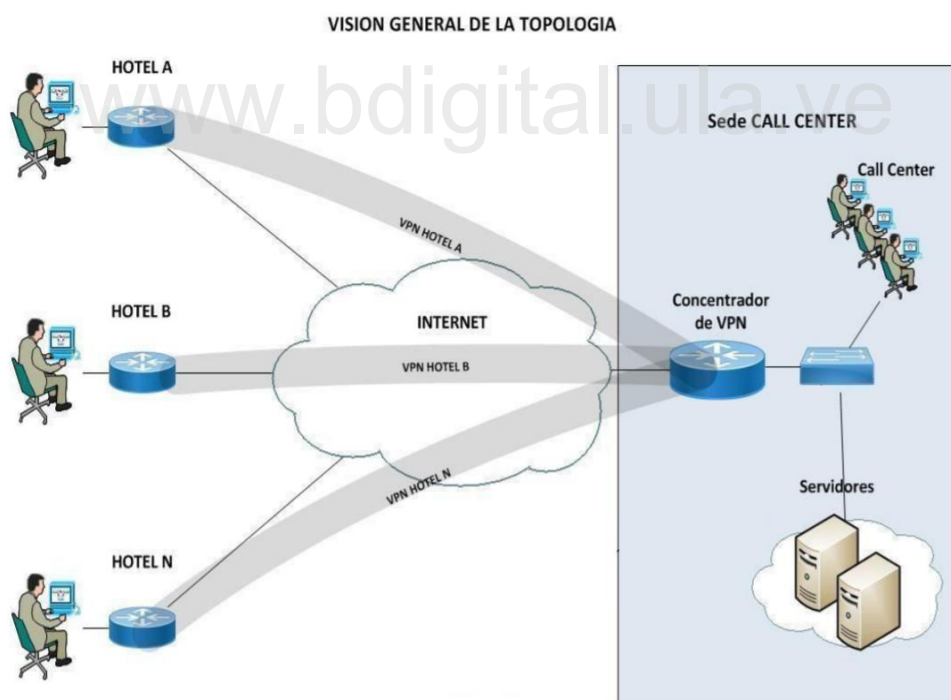 VISION GENERAL DE LA TOPOLOGIA
www.bdigital.ula.ve
HOTEL A
Sede CALL CENTER
Call Center
VPN HOTEL A
HOTEL B
INTERNET
Concentrador
de VPN
VPN HOTEL B
VPN HOTEL N
Servidores
HOTEL N